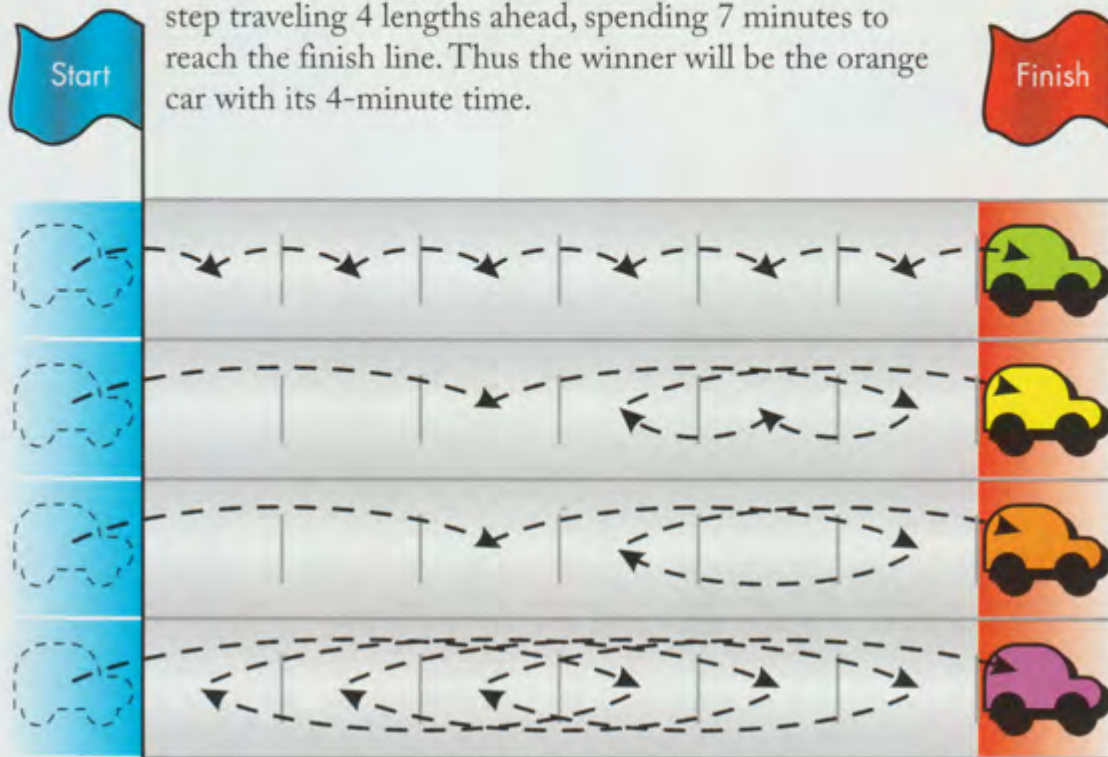 step traveling 4 lengths ahead, spending 7 minutes to
reach the finish line. Thus the winner will be the orange
car with its 4-minute time.
Start
Finish